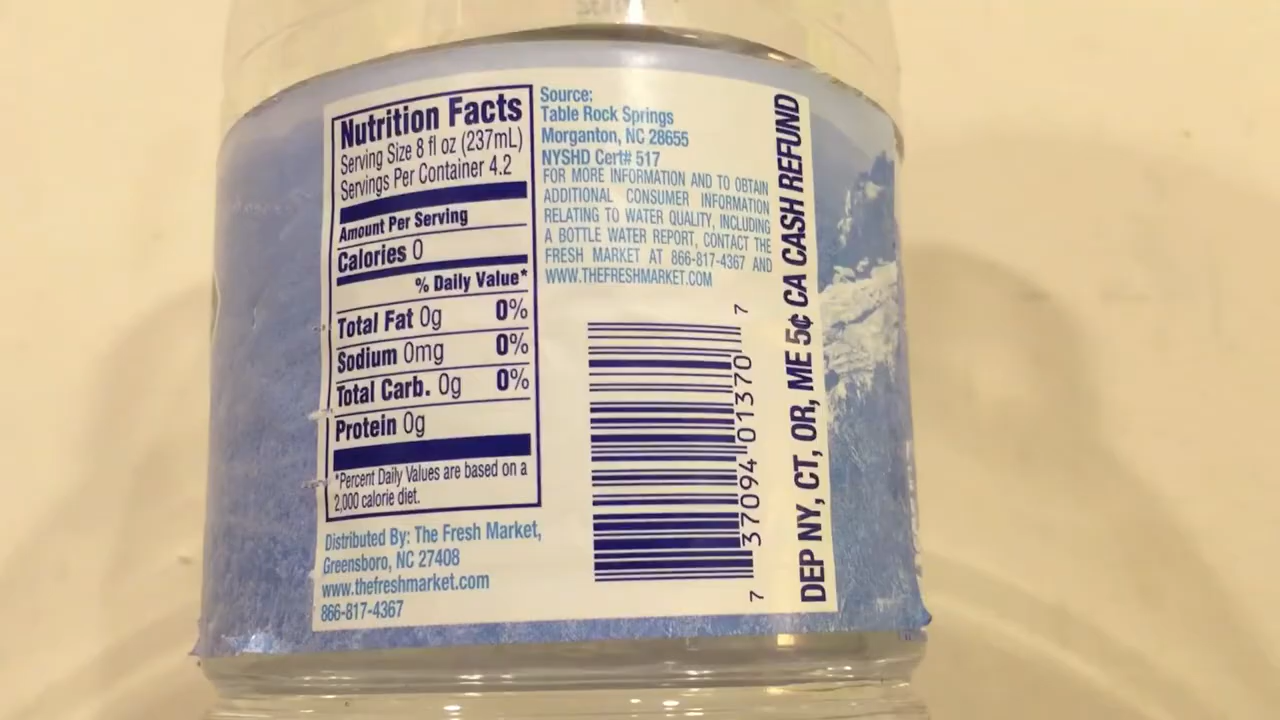 Nutrition Facts
Serving Size 8 fl oz (237mL)
Servings Per Container 4.2
Amount Per Serving
Calories 0
% Daily Value*
Total Fat 0g 0%
Sodium 0mg 0%
Total Carb. 0g 0%
Protein 0g
*Percent Daily Values are based on a
2,000 calorie diet.
Distributed By: The Fresh Market,
Greensboro, NC 27408
www.thefreshmarket.com
866-817-4367
Source:
Table Rock Springs
Morganton, NC 28655
NYSHD Cert# 517
FOR MORE INFORMATION AND TO OBTAIN
ADDITIONAL CONSUMER INFORMATION
RELATING TO WATER QUALITY, INCLUDING
A BOTTLE WATER REPORT, CONTACT THE
FRESH MARKET AT 866-817-4367 AND
WWW.THEFRESHMARKET.COM
7 37094 01370 7
DEP NY, CT, OR, ME 5¢ CA CASH REFUND